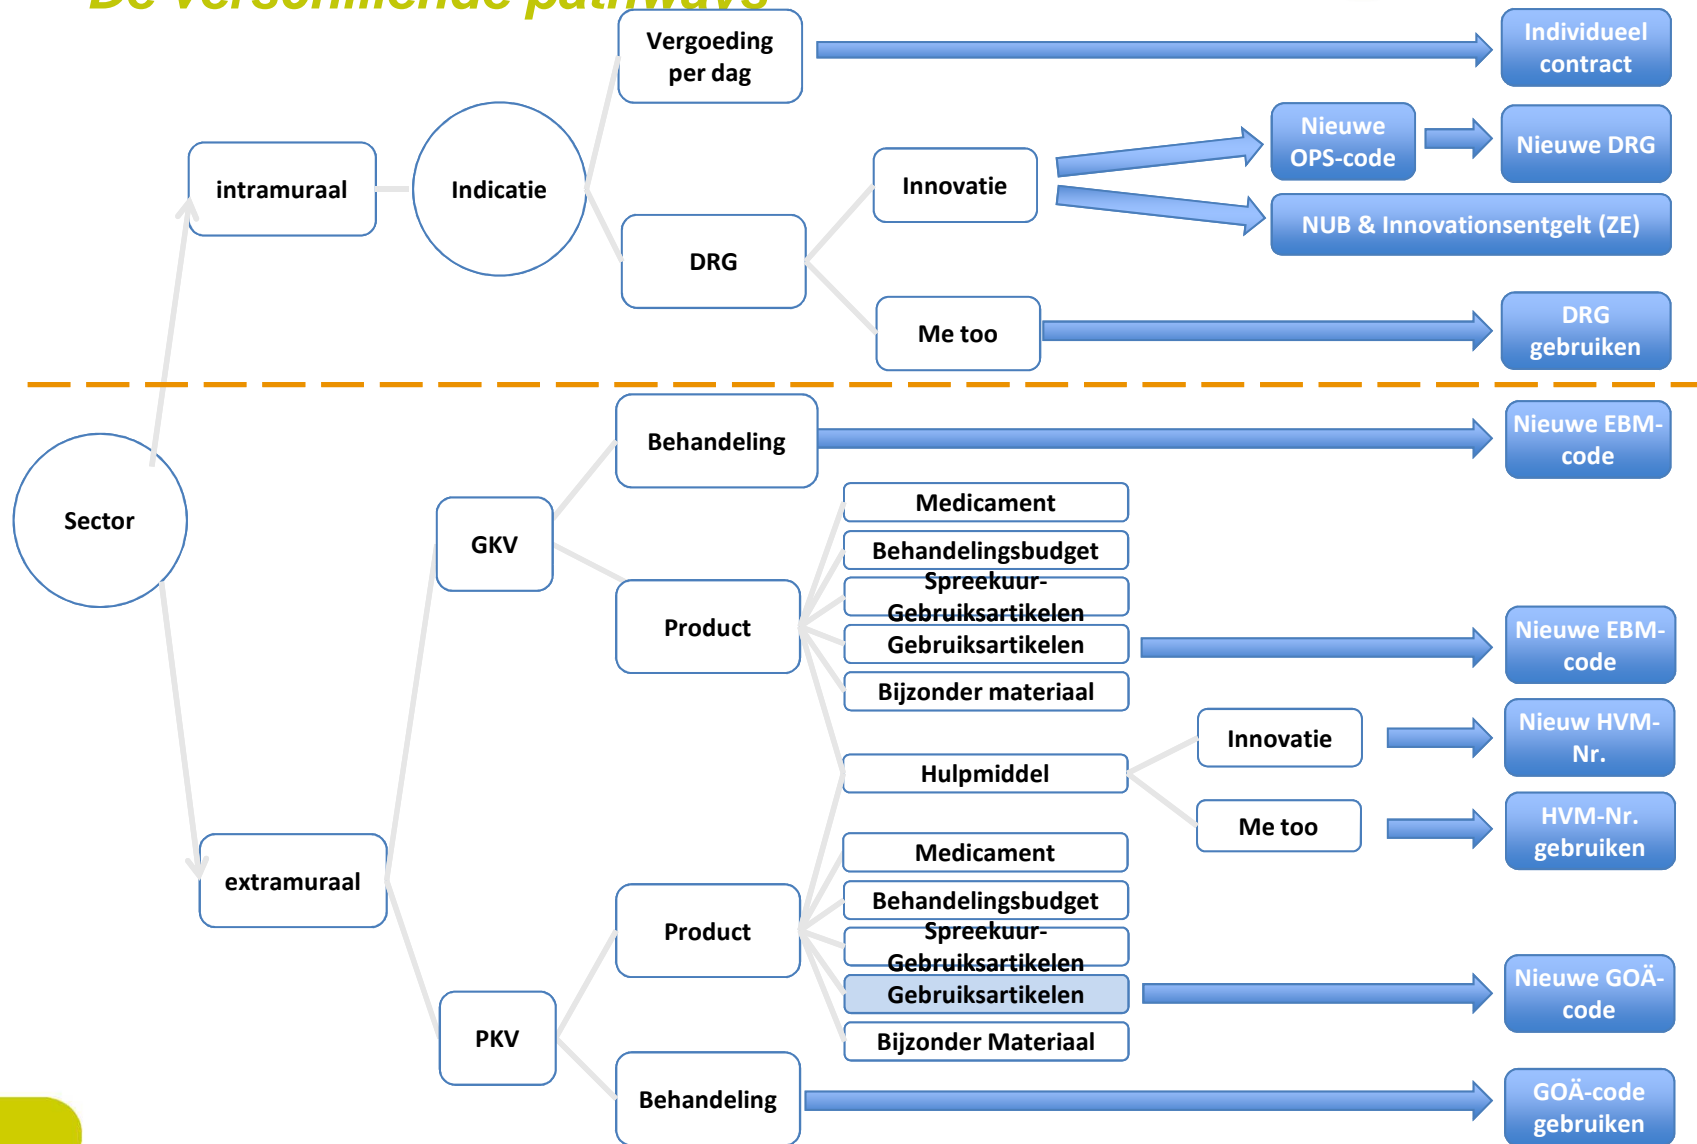 De verschillende pathways
Vergoeding
per dag
Individueel
contract
intramuraal
Indicatie
Innovatie
Nieuwe
OPS-code
Nieuwe DRG
NUB & Innovationsentgelt (ZE)
DRG
Me too
DRG
gebruiken
Sector
GKV
Behandeling
Nieuwe EBM-
code
Product
Medicament
Behandelingsbudget
Spreekuur-
Gebruiksartikelen
Gebruiksartikelen
Bijzonder materiaal
Nieuwe EBM-
code
Hulpmiddel
Innovatie
Nieuw HVM-
Nr.
Me too
HVM-Nr.
gebruiken
extramuraal
Product
Medicament
Behandelingsbudget
Spreekuur-
Gebruiksartikelen
Gebruiksartikelen
Bijzonder Materiaal
Nieuwe GOÄ-
code
PKV
Behandeling
GOÄ-code
gebruiken